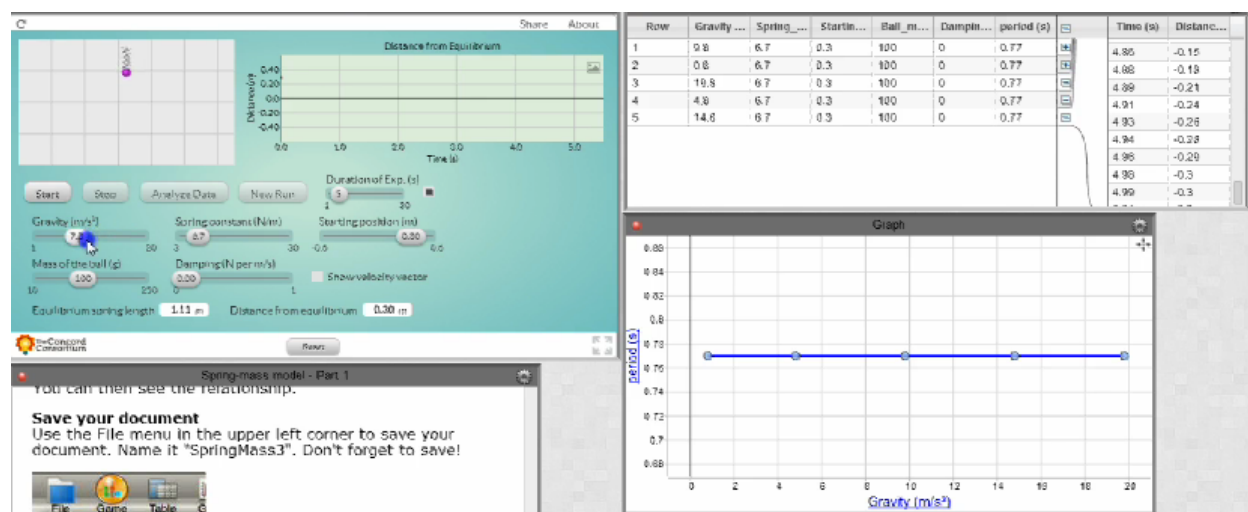 Share About
Distance from Equilibrium
Distance(m)
0.40
0.20
0.0
-0.20
-0.40
0.0 1.0 2.0 3.0 4.0 5.0
Time (s)
Start Stop Analyze Data New Run
Duration of Exp. (s)
5
1 30
Gravity (m/s²) Spring constant (N/m) Starting position (m)
6.7 0.30
1 20 3 30 -0.5 0.5
Mass of the ball (g) Damping (N per m/s)
100 0.00
Show velocity vector
10 250 0 1
Equilibrium spring length 1.11 m Distance from equilibrium 0.30 m
The Concord
Consortium
Reset
Row Gravity ... Spring_... Startin... Ball_m... Dampin... period (s)
1 9.8 6.7 0.3 100 0 0.77
2 0.8 6.7 0.3 100 0 0.77
3 19.8 6.7 0.3 100 0 0.77
4 4.8 6.7 0.3 100 0 0.77
5 14.8 6.7 0.3 100 0 0.77
Time (s) Distanc...
4.86 -0.15
4.88 -0.18
4.89 -0.21
4.91 -0.24
4.93 -0.26
4.94 -0.28
4.96 -0.29
4.98 -0.3
4.99 -0.3
Graph
period (s)
0.86
0.84
0.82
0.8
0.78
0.76
0.74
0.72
0.7
0.68
0 2 4 6 8 10 12 14 16 18 20
Gravity (m/s²)
Spring-mass model - Part 1
You can then see the relationship.
Save your document
Use the File menu in the upper left corner to save your
document. Name it "SpringMass3". Don't forget to save!
File Game Table G